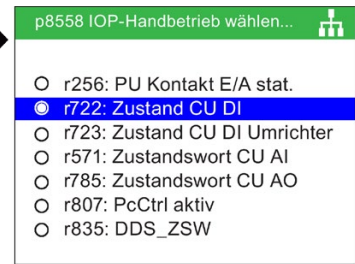 p8558 IOP-Handbetrieb wählen...
r256: PU Kontakt E/A stat.
r722: Zustand CU DI
r723: Zustand CU DI Umrichter
r571: Zustandswort CU AI
r785: Zustandswort CU AO
r807: PcCtrl aktiv
r835: DDS_ZSW